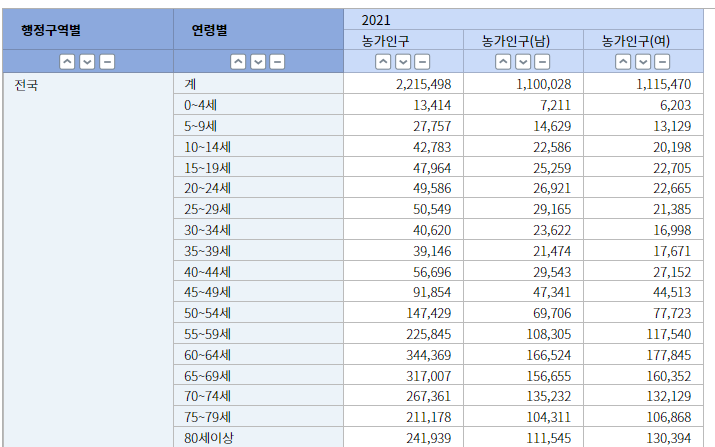 행정구역별 연령별 2021
농가인구 농가인구(남) 농가인구(여)
전국 계 2,215,498 1,100,028 1,115,470
0~4세 13,414 7,211 6,203
5~9세 27,757 14,629 13,129
10~14세 42,783 22,586 20,198
15~19세 47,964 25,259 22,705
20~24세 49,586 26,921 22,665
25~29세 50,549 29,165 21,385
30~34세 40,620 23,622 16,998
35~39세 39,146 21,474 17,671
40~44세 56,696 29,543 27,152
45~49세 91,854 47,341 44,513
50~54세 147,429 69,706 77,723
55~59세 225,845 108,305 117,540
60~64세 344,369 166,524 177,845
65~69세 317,007 156,655 160,352
70~74세 267,361 135,232 132,129
75~79세 211,178 104,311 106,868
80세이상 241,939 111,545 130,394